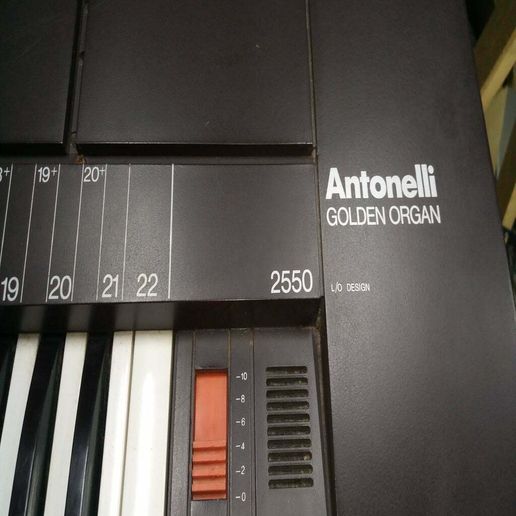 Antonelli
GOLDEN ORGAN
L/O DESIGN
19+ 20+
19 20 21 22
2550
-10
-8
-6
-4
-2
-0